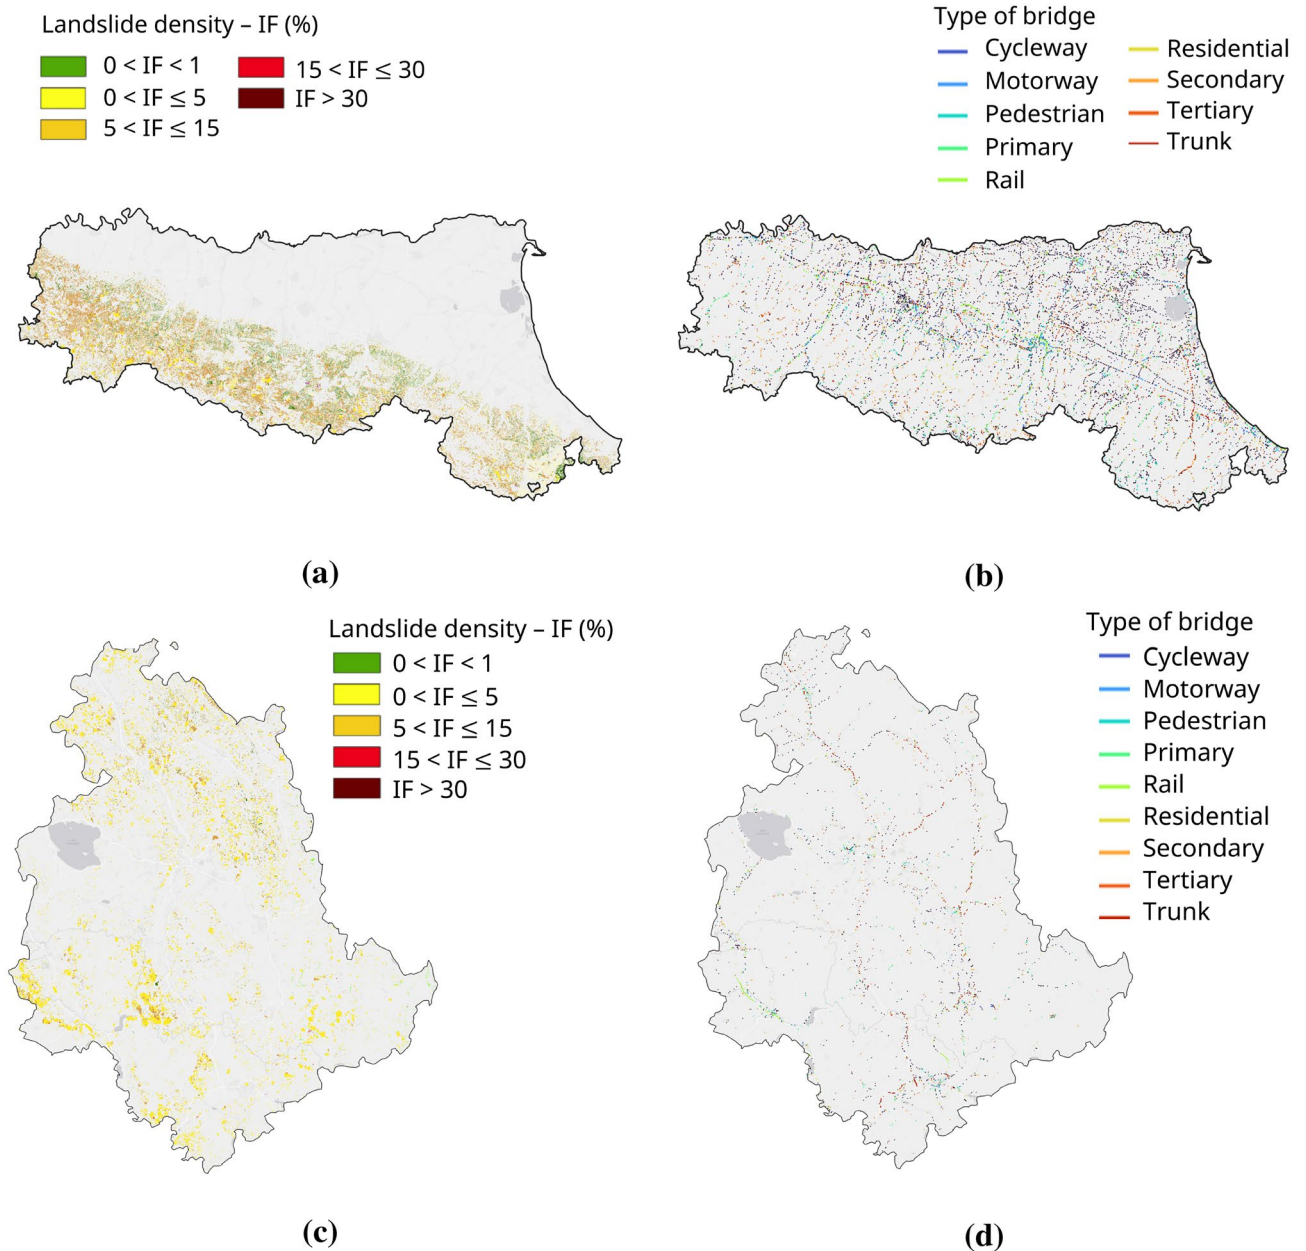 Landslide density – IF (%)
0 < IF < 1
0 < IF ≤ 5
5 < IF ≤ 15
15 < IF ≤ 30
IF > 30
Type of bridge
Cycleway
Motorway
Pedestrian
Primary
Rail
Residential
Secondary
Tertiary
Trunk
(a)
(b)
Landslide density – IF (%)
0 < IF < 1
0 < IF ≤ 5
5 < IF ≤ 15
15 < IF ≤ 30
IF > 30
Type of bridge
Cycleway
Motorway
Pedestrian
Primary
Rail
Residential
Secondary
Tertiary
Trunk
(c)
(d)